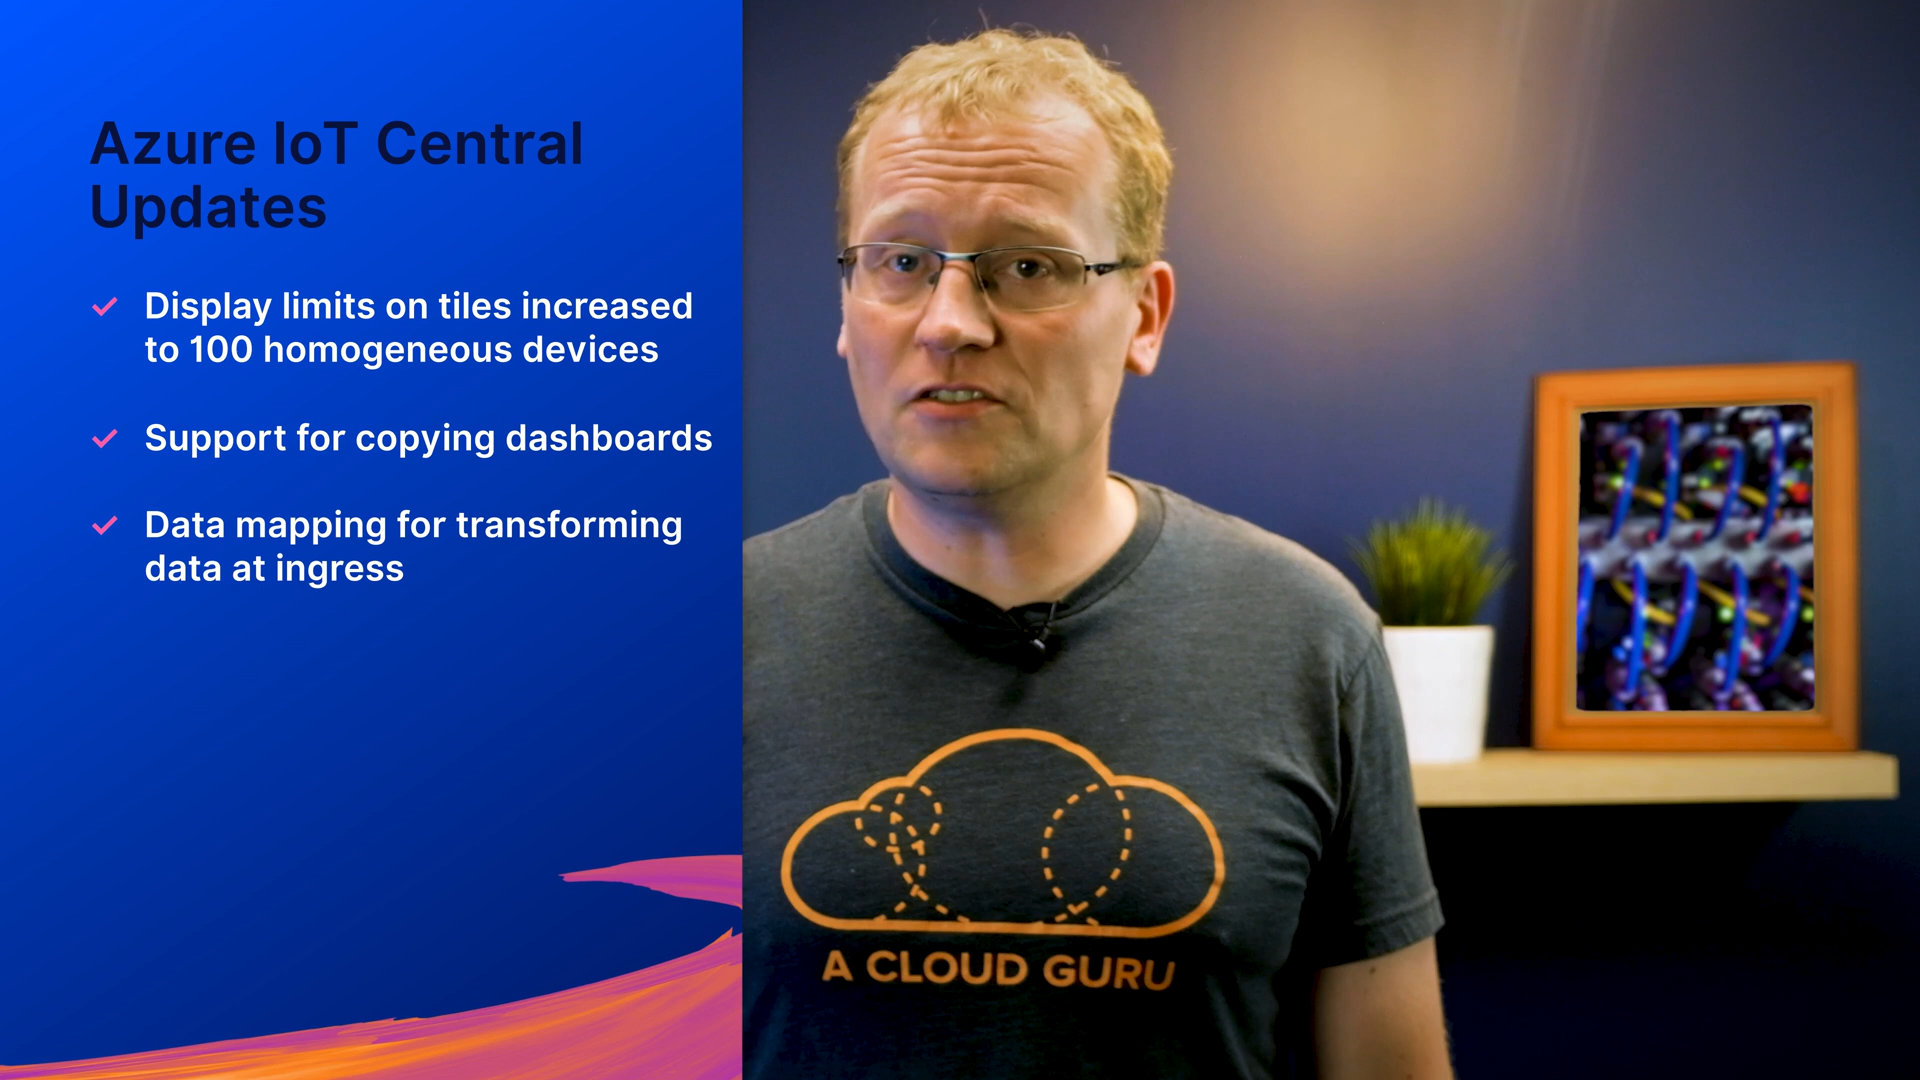 Azure IoT Central
Updates
Display limits on tiles increased
to 100 homogeneous devices
Support for copying dashboards
Data mapping for transforming
data at ingress
A CLOUD GURU